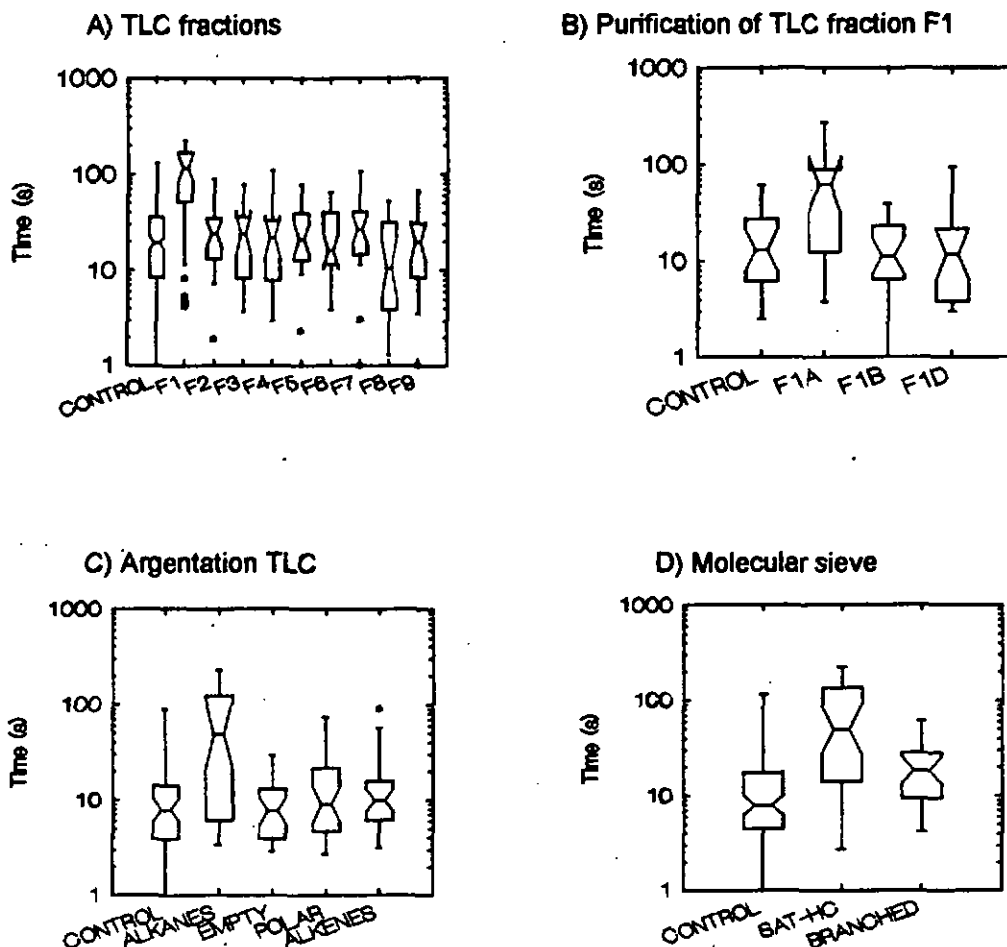 A) TLC fractions
1000
100
10
1
Time (s)
CONTROL F1 F2 F3 F4 F5 F6 F7 F8 F9
B) Purification of TLC fraction F1
1000
100
10
1
Time (s)
CONTROL F1A F1B F1D
C) Argentation TLC
1000
100
10
1
Time (s)
CONTROL ALKANES EMPTY POLAR ALKENES
D) Molecular sieve
1000
100
10
1
Time (s)
CONTROL SAT-HC BRANCHED